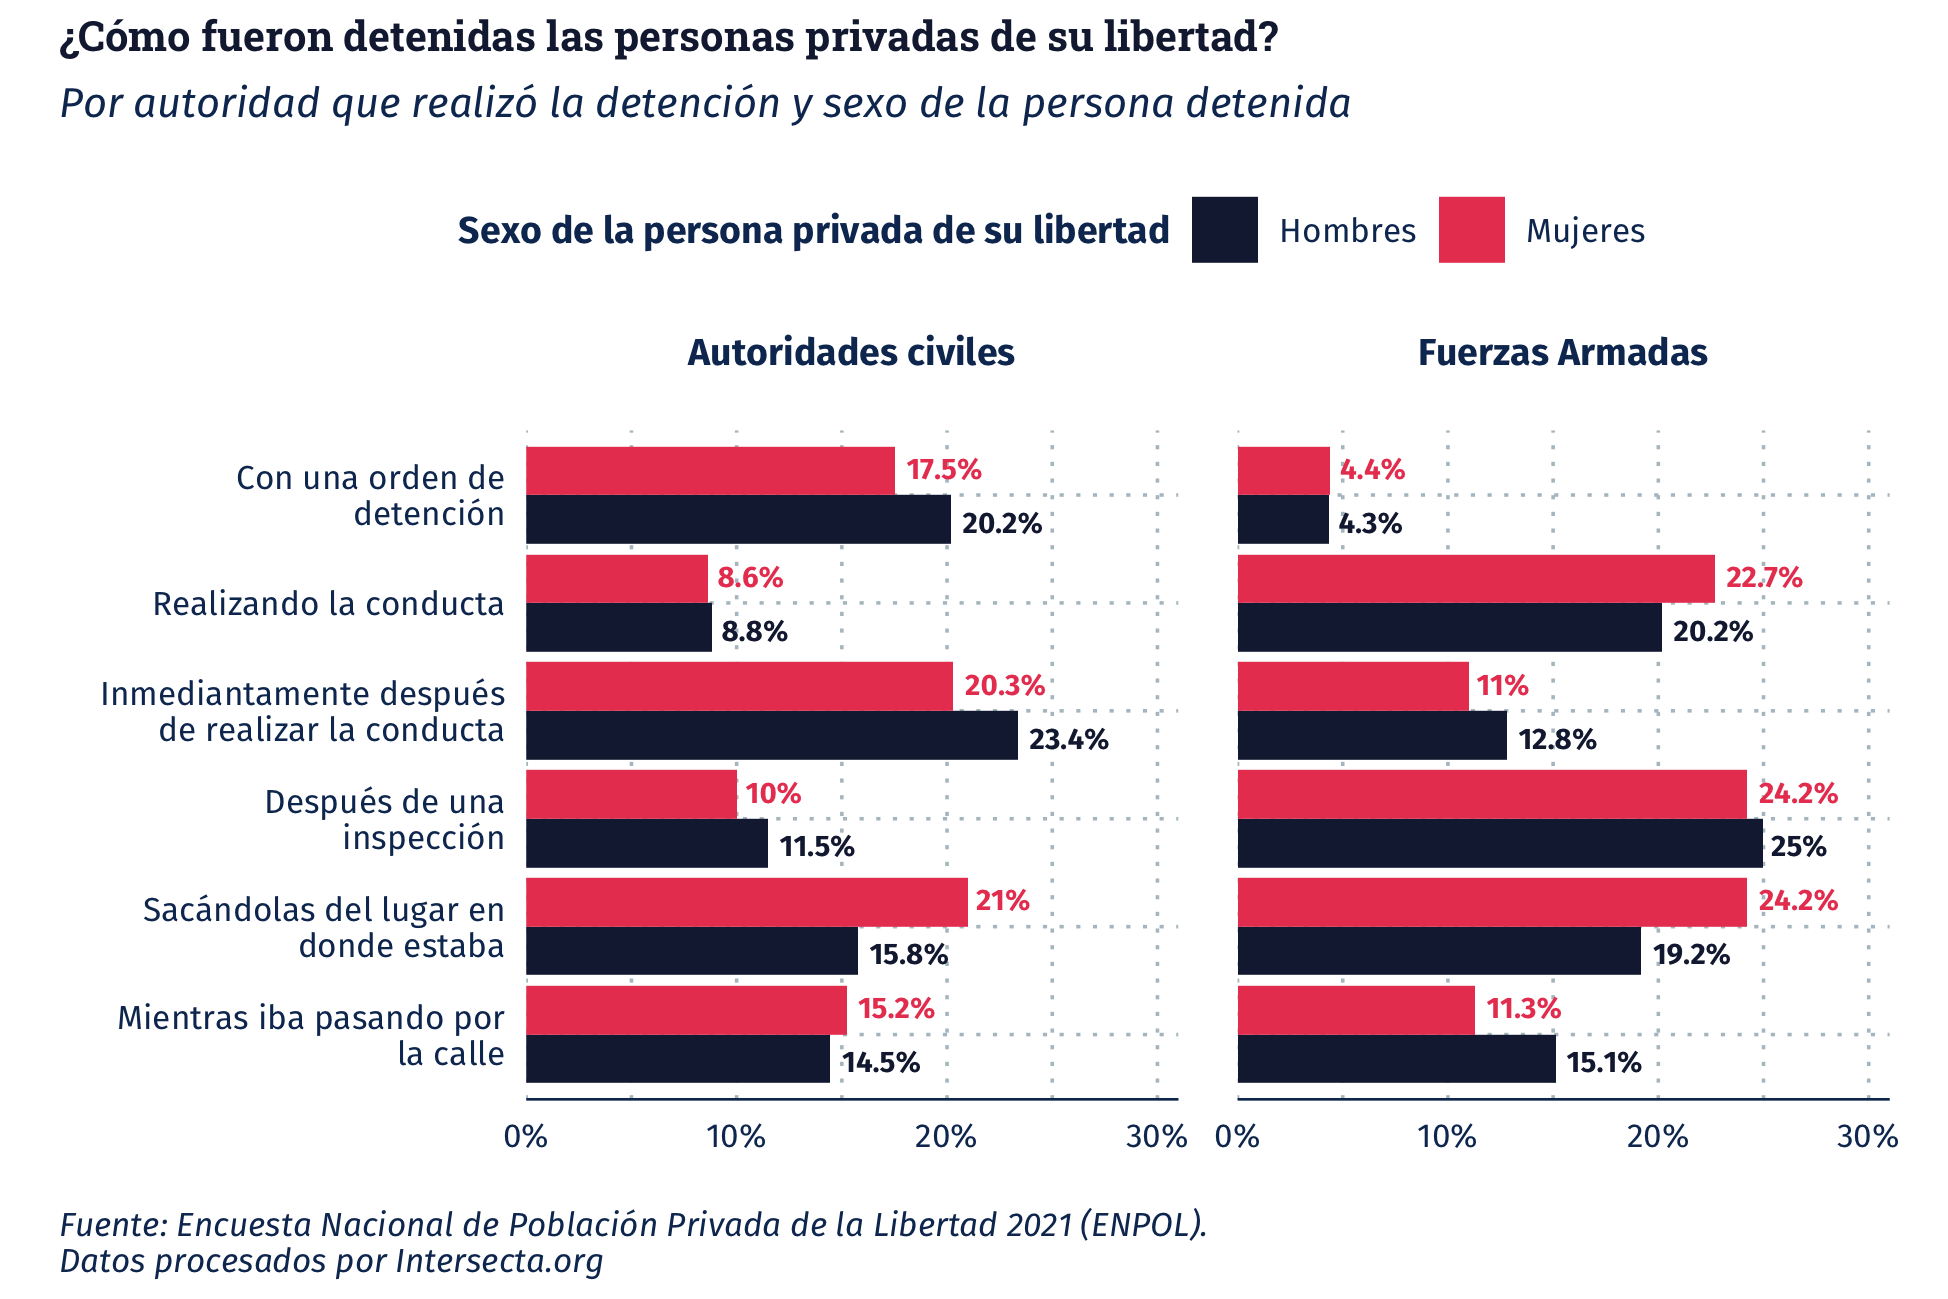 ¿Cómo fueron detenidas las personas privadas de su libertad?
Por autoridad que realizó la detención y sexo de la persona detenida
Sexo de la persona privada de su libertad Hombres Mujeres
Autoridades civiles Fuerzas Armadas
Con una orden de
detención
17.5%
20.2%
4.4%
4.3%
Realizando la conducta
8.6%
8.8%
22.7%
20.2%
Inmediantamente después
de realizar la conducta
20.3%
23.4%
11%
12.8%
Después de una
inspección
10%
11.5%
24.2%
25%
Sacándolas del lugar en
donde estaba
21%
15.8%
24.2%
19.2%
Mientras iba pasando por
la calle
15.2%
14.5%
11.3%
15.1%
0% 10% 20% 30% 0% 10% 20% 30%
Fuente: Encuesta Nacional de Población Privada de la Libertad 2021 (ENPOL).
Datos procesados por Intersecta.org